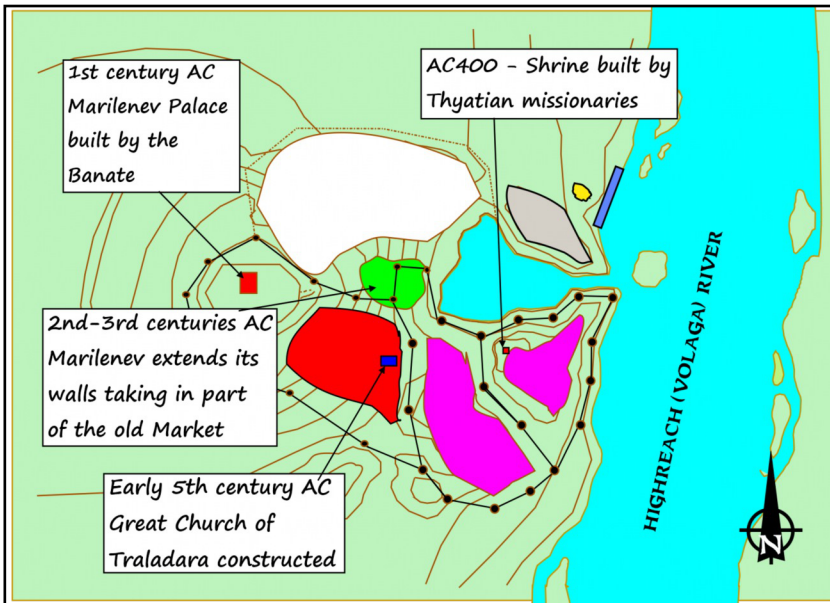 1st century AC
Marilenev Palace
built by the
Banate
AC400 - Shrine built by
Thyatian missionaries
2nd-3rd centuries AC
Marilenev extends its
walls taking in part
of the old Market
Early 5th century AC
Great Church of
Traladara constructed
HIGHREACH (VOLAGA) RIVER
N